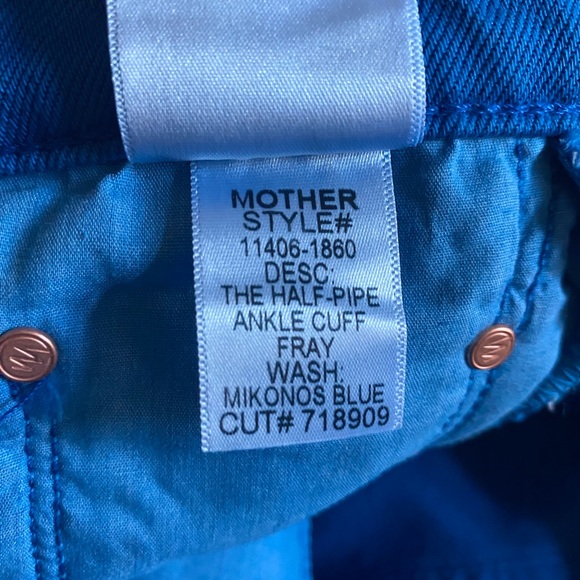 MOTHER
STYLE#
11406-1860
DESC:
THE HALF-PIPE
ANKLE CUFF
FRAY
WASH:
MIKONOS BLUE
CUT# 718909